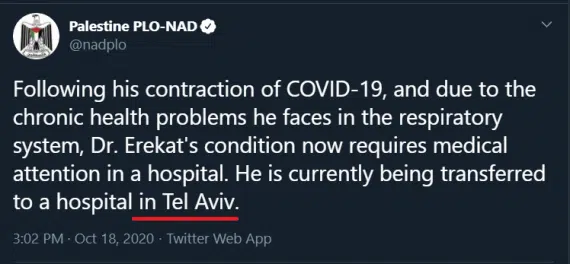 Palestine PLO-NAD
@nadplo
Following his contraction of COVID-19, and due to the
chronic health problems he faces in the respiratory
system, Dr. Erekat's condition now requires medical
attention in a hospital. He is currently being transferred
to a hospital in Tel Aviv.
3:02 PM · Oct 18, 2020 · Twitter Web App